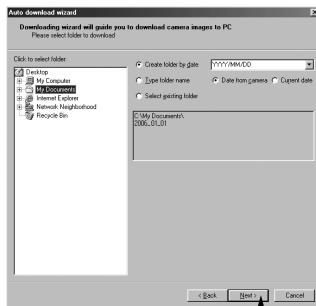 Auto download wizard
Downloading wizard will guide you to download camera images to PC
Please select folder to download
Click to select folder:
Desktop
My Computer
My Documents
Internet Explorer
Network Neighborhood
Recycle Bin
Create folder by date
YYYY/MM/DD
Type folder name
Date from camera
Current date
Select existing folder
C:\My Documents\
2006_01_01
< Back
Next >
Cancel